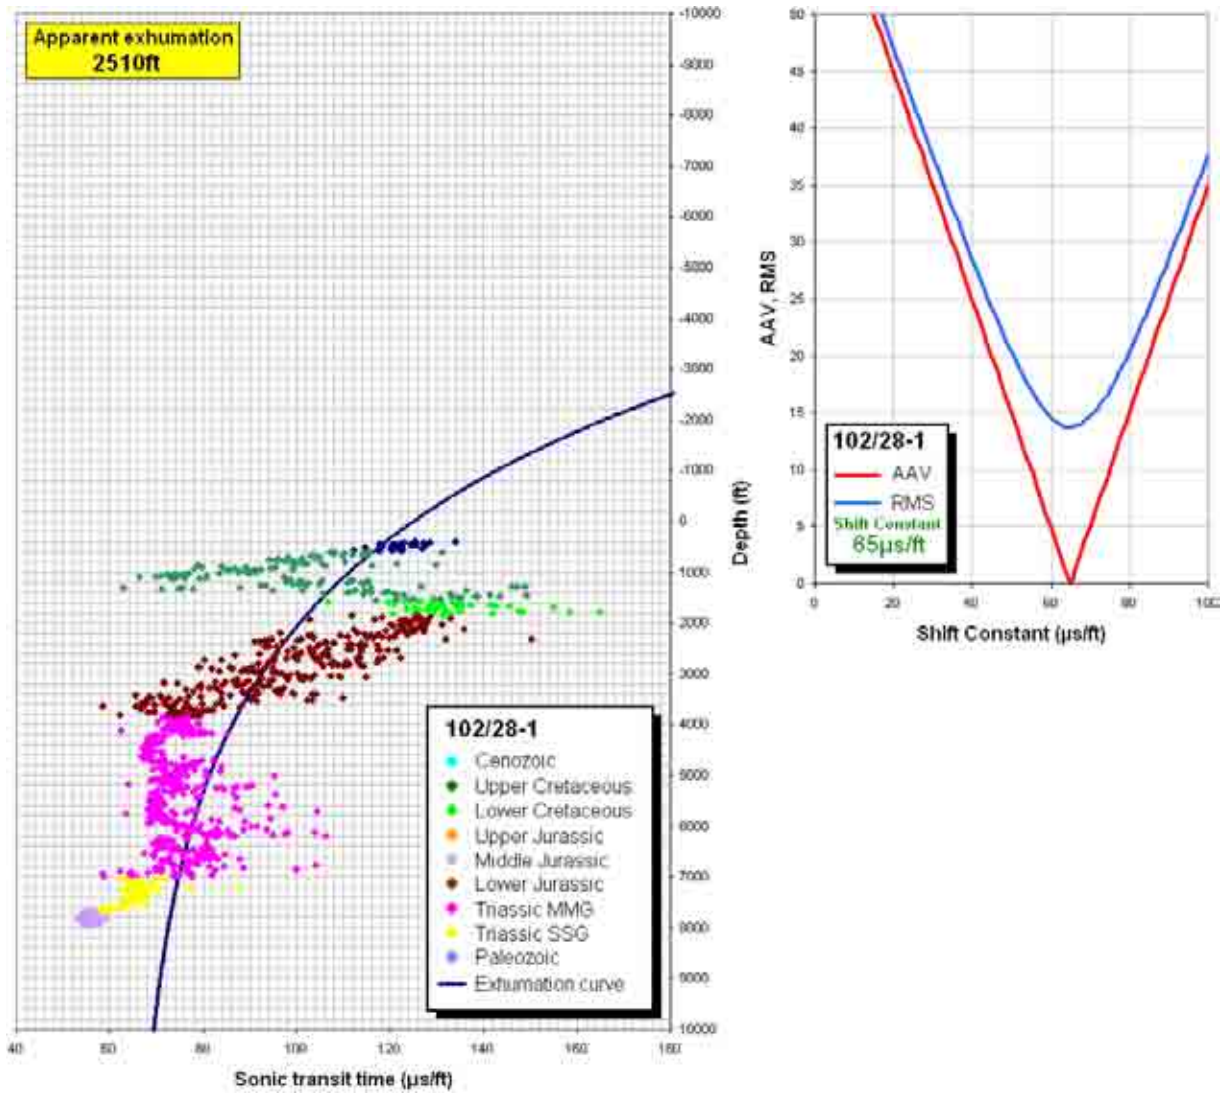 Apparent exhumation
2510ft
-10000
-9000
-8000
-7000
-6000
-5000
-4000
-3000
-2000
-1000
0
1000
2000
3000
4000
5000
6000
7000
8000
9000
10000
Depth (ft)
102/28-1
Cenozoic
Upper Cretaceous
Lower Cretaceous
Upper Jurassic
Middle Jurassic
Lower Jurassic
Triassic MMG
Triassic SSG
Paleozoic
Exhumation curve
40 60 80 100 120 140 160 180
Sonic transit time (µs/ft)
50
45
40
35
30
25
20
15
10
5
0
AAV, RMS
102/28-1
AAV
RMS
Shift Constant
65µs/ft
0 20 40 60 80 100
Shift Constant (µs/ft)